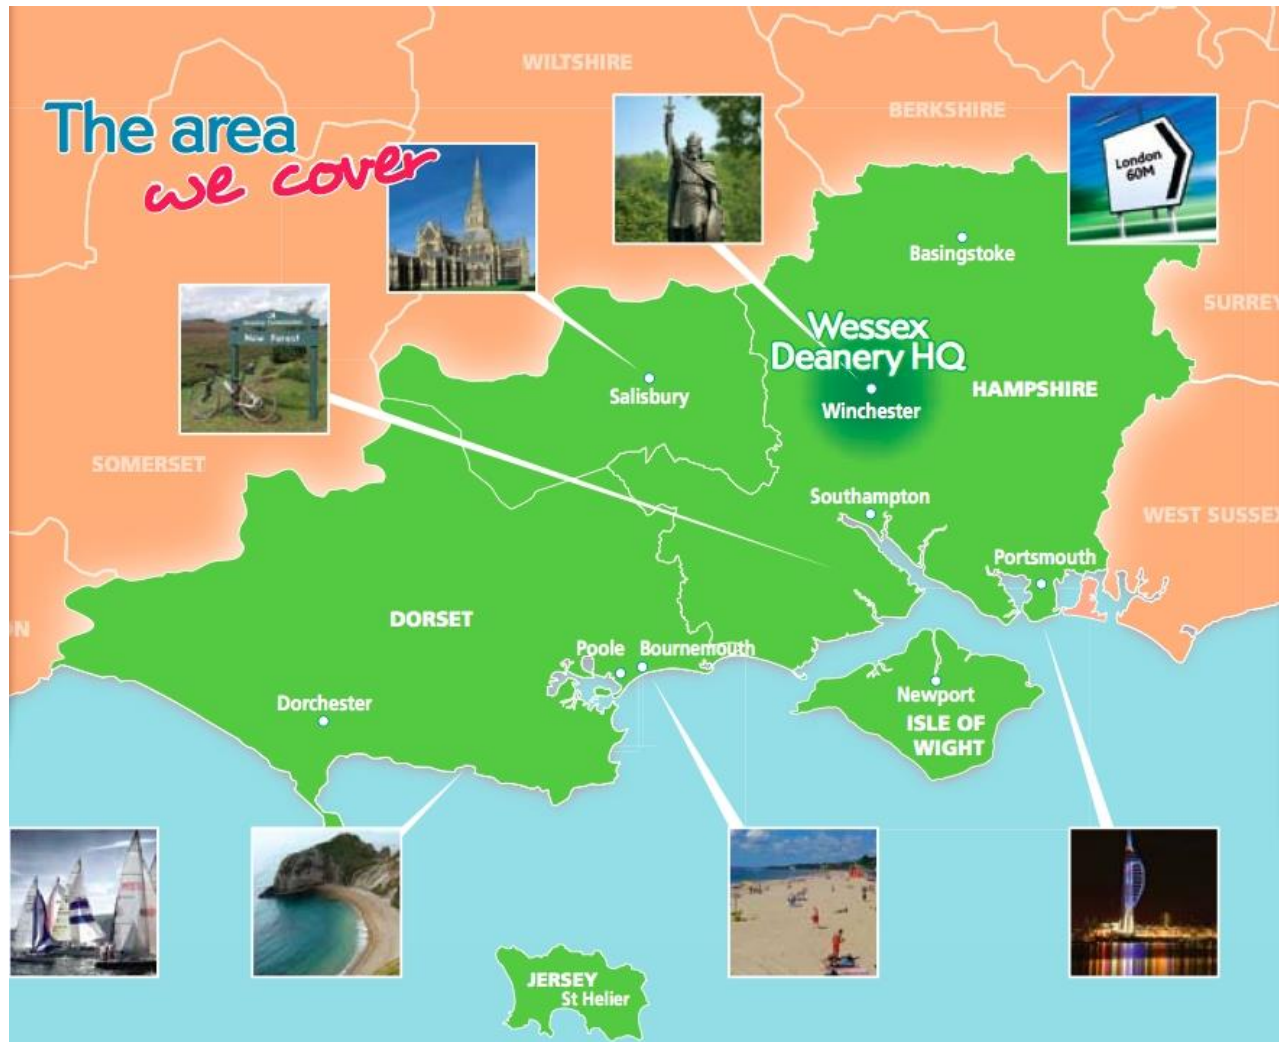 The area
we cover
WILTSHIRE
BERKSHIRE
London
60M
Basingstoke
New Forest
SURREY
Wessex
Deanery HQ
HAMPSHIRE
Salisbury
Winchester
SOMERSET
Southampton
WEST SUSSEX
Portsmouth
DORSET
N
Poole
Bournemouth
Dorchester
Newport
ISLE OF
WIGHT
JERSEY
St Helier